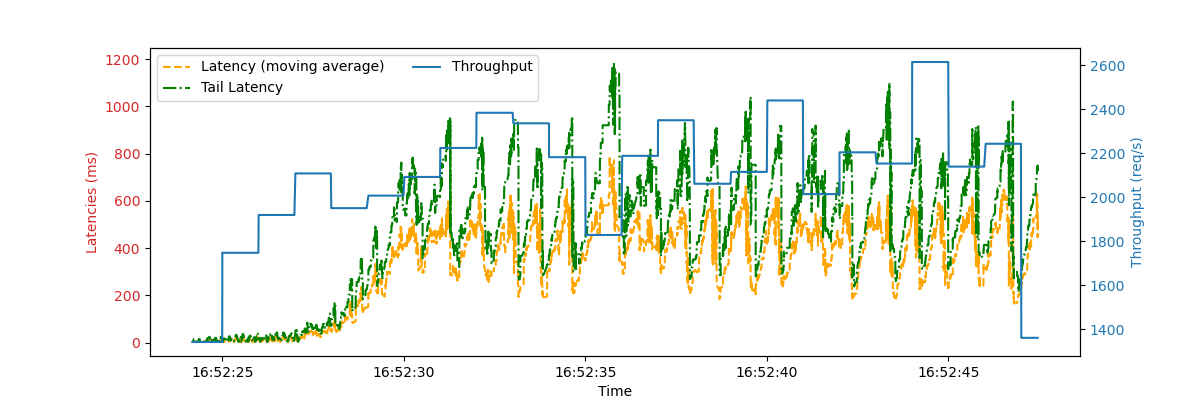 Latency (moving average)
Tail Latency
Throughput
Latencies (ms)
1200
1000
800
600
400
200
0
Throughput (req/s)
2600
2400
2200
2000
1800
1600
1400
16:52:25 16:52:30 16:52:35 16:52:40 16:52:45
Time